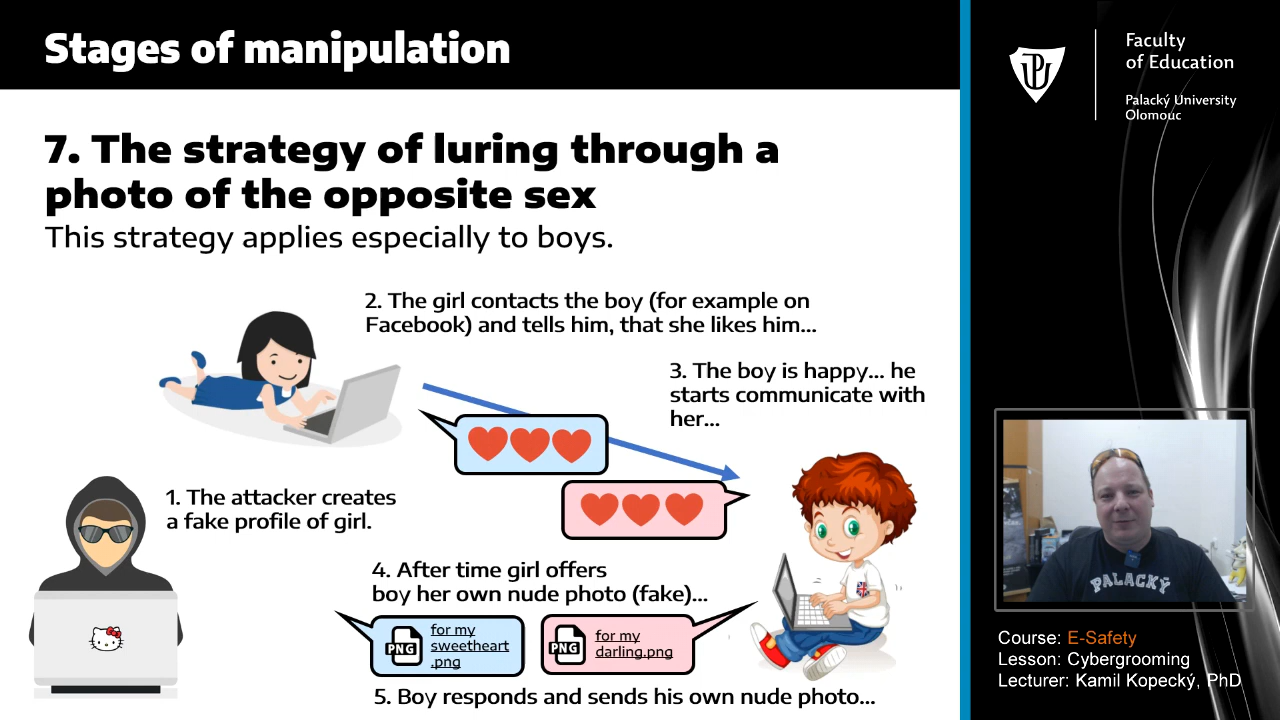 Stages of manipulation
7. The strategy of luring through a
photo of the opposite sex
This strategy applies especially to boys.
2. The girl contacts the boy (for example on
Facebook) and tells him, that she likes him...
3. The boy is happy... he
starts communicate with
her...
1. The attacker creates
a fake profile of girl.
4. After time girl offers
boy her own nude photo (fake)...
PNG
for my
sweetheart
.png
PNG
for my
darling.png
5. Boy responds and sends his own nude photo...
UP
Faculty
of Education
Palacký University
Olomouc
PALACKÝ
Course: E-Safety
Lesson: Cybergrooming
Lecturer: Kamil Kopecký, PhD